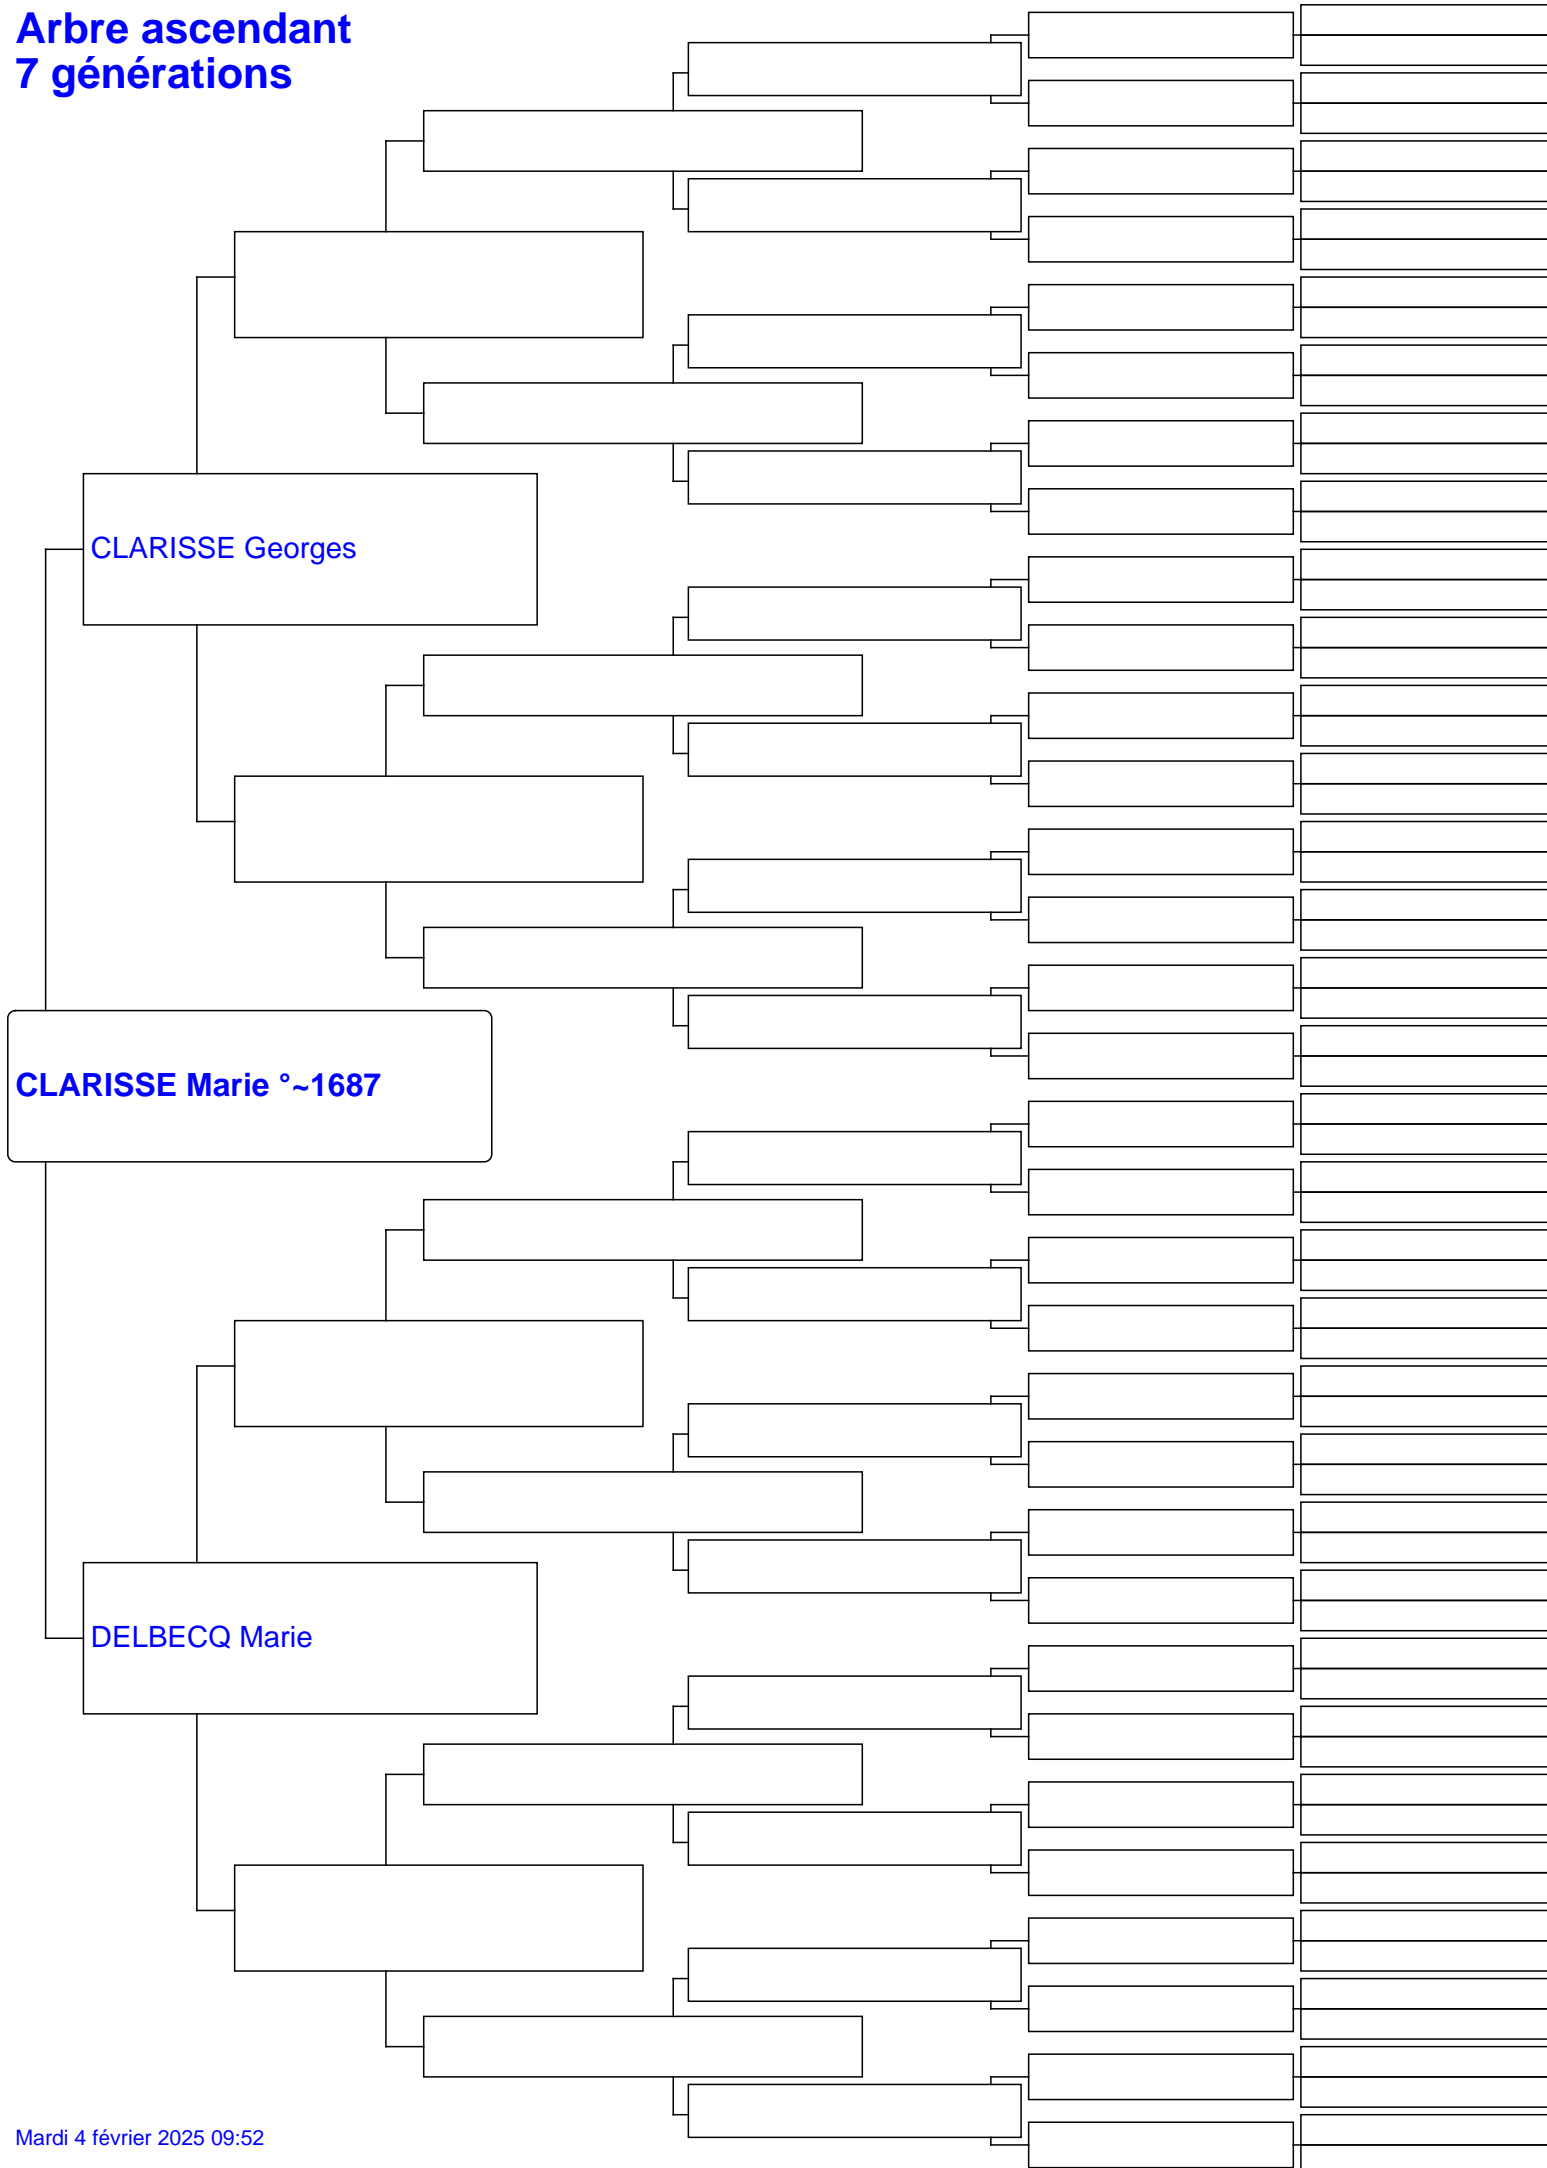 Arbre ascendant
7 générations
CLARISSE Georges
CLARISSE Marie °~1687
DELBECQ Marie
Mardi 4 février 2025 09:52